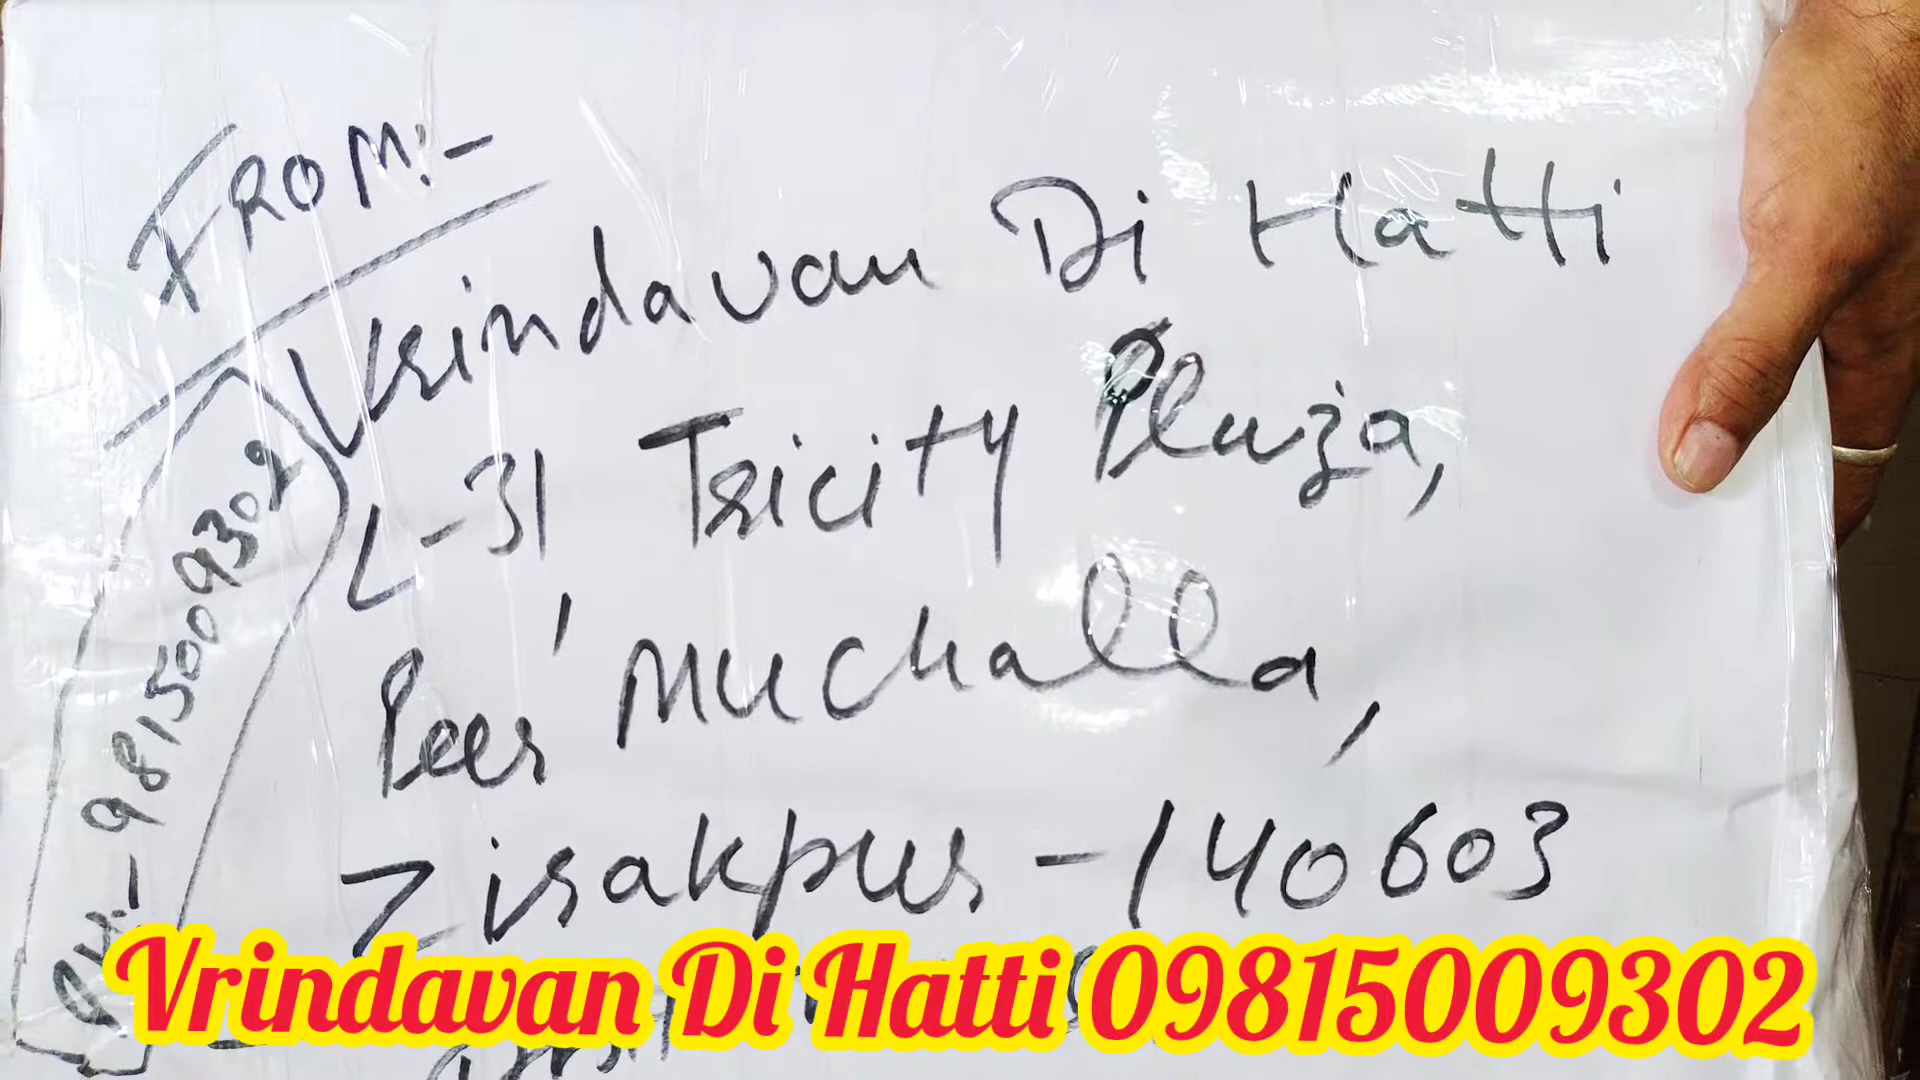 FROM:-
Vrindavan Di Hatti
L-31 Tricity Plaza,
Peer Muchalla,
Zirakpur - 140603
PH:- 9815009302
Vrindavan Di Hatti 09815009302